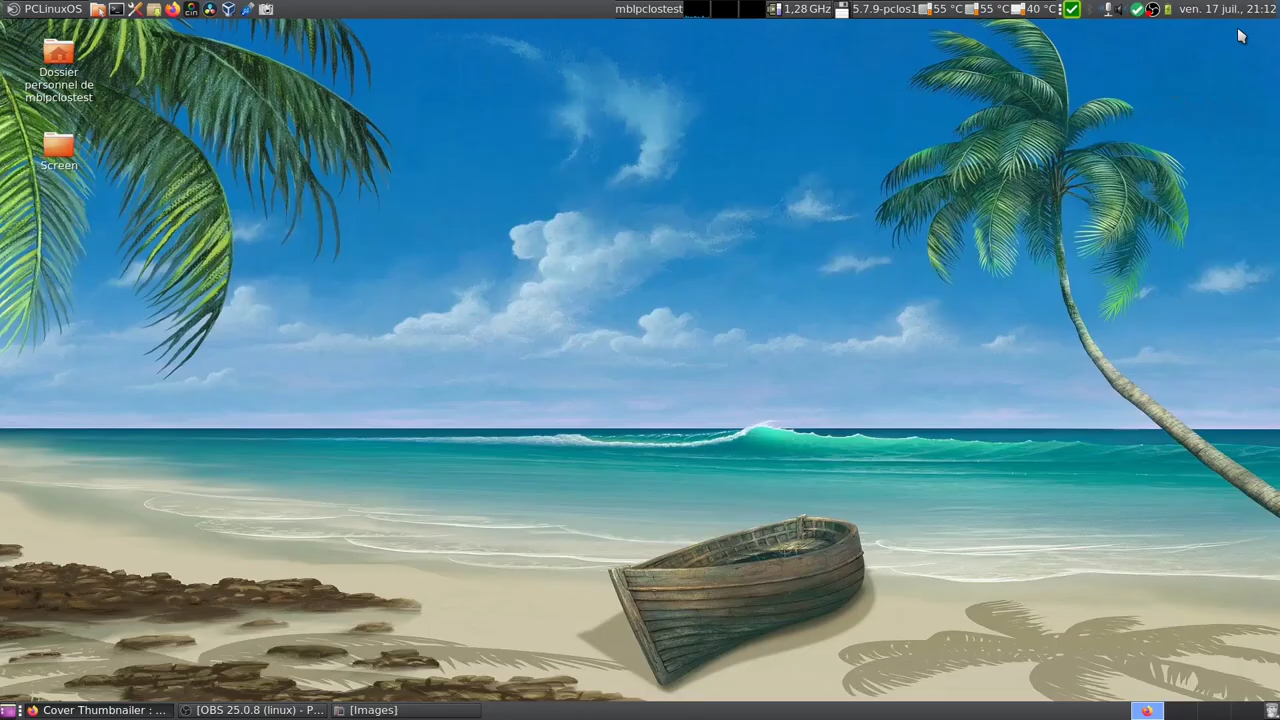 PCLinuxOS
mblpclostest
1,28 GHz
5.7.9-pclos1
55 °C
55 °C
40 °C
ven. 17 juil., 21:12
Dossier
personnel de
mblpclostest
Screen
Cover Thumbnailer : ...
[OBS 25.0.8 (linux) - P...
[Images]